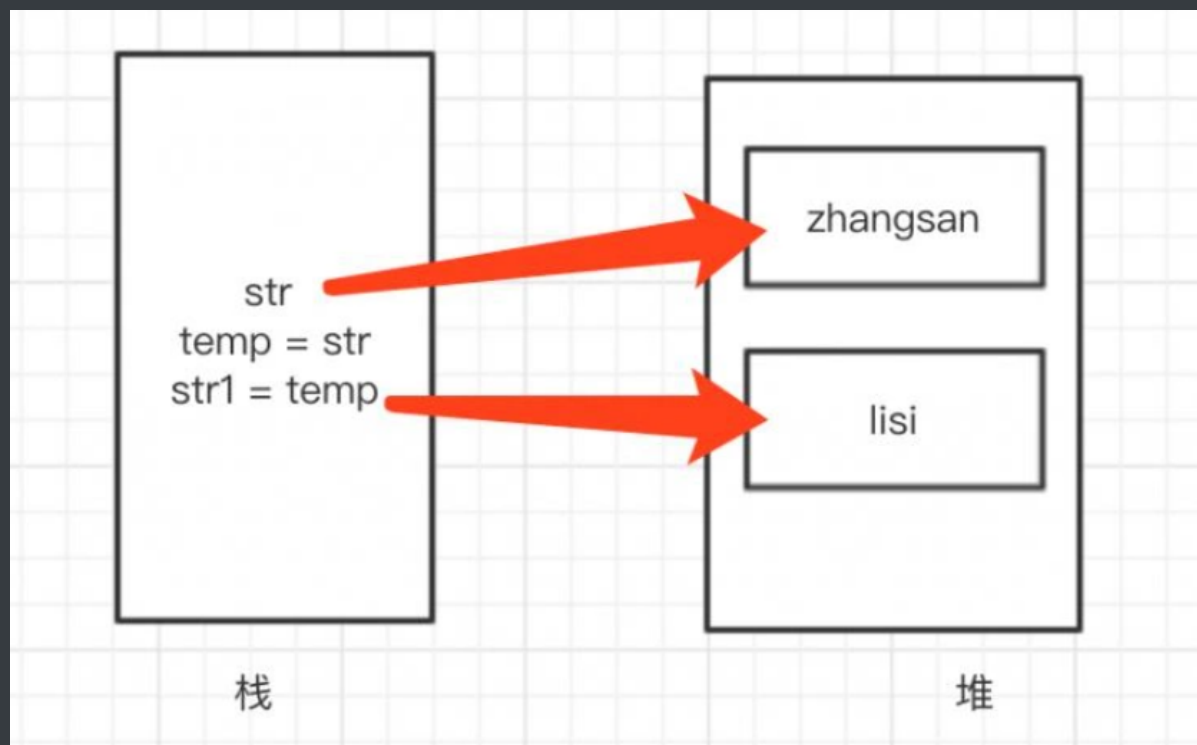 zhangsan
str
temp = str
str1 = temp
lisi
栈
堆